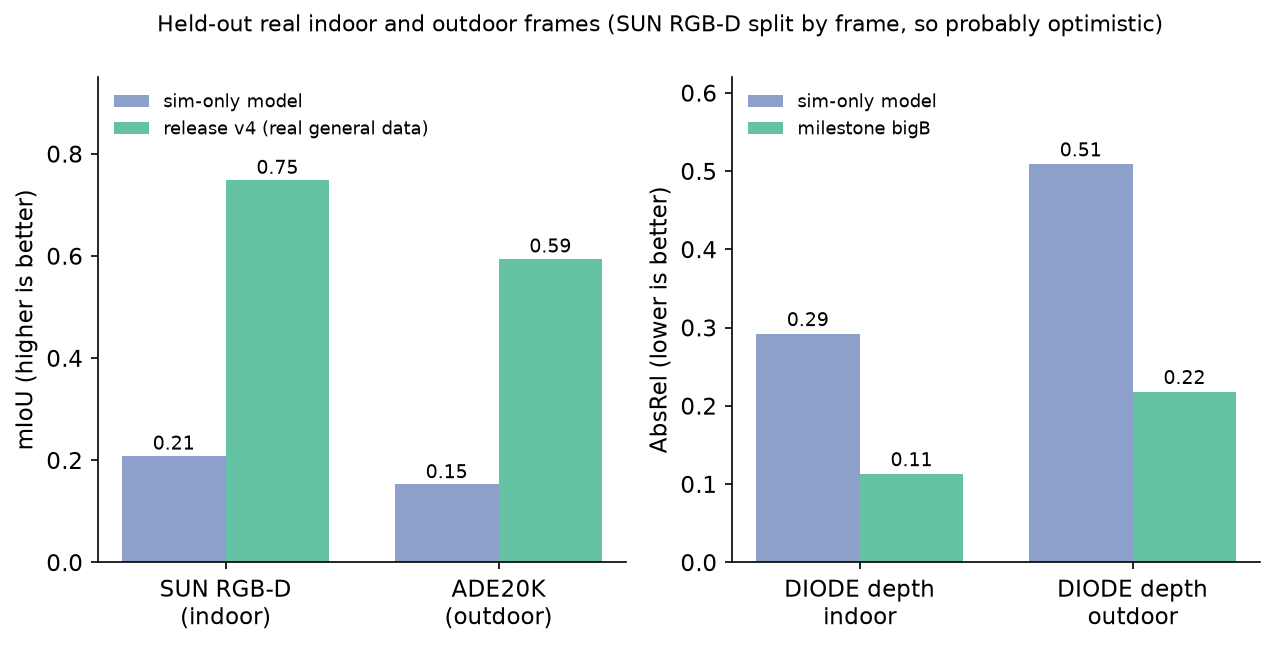 Held-out real indoor and outdoor frames (SUN RGB-D split by frame, so probably optimistic)
sim-only model
release v4 (real general data)
mIoU (higher is better)
0.8
0.6
0.4
0.2
0.0
0.21
0.75
0.15
0.59
SUN RGB-D
(indoor)
ADE20K
(outdoor)
sim-only model
milestone bigB
AbsRel (lower is better)
0.6
0.5
0.4
0.3
0.2
0.1
0.0
0.29
0.11
0.51
0.22
DIODE depth
indoor
DIODE depth
outdoor